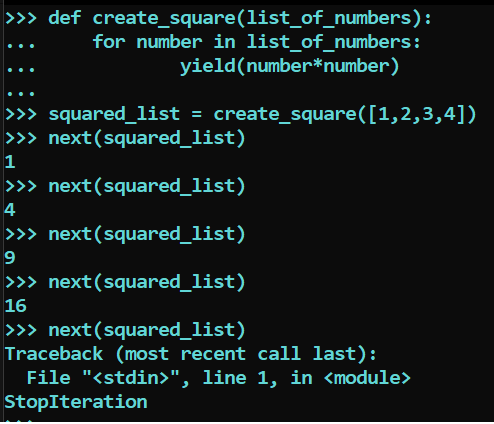 >>> def create_square(list_of_numbers):
...     for number in list_of_numbers:
...             yield(number*number)
...
>>> squared_list = create_square([1,2,3,4])
>>> next(squared_list)
1
>>> next(squared_list)
4
>>> next(squared_list)
9
>>> next(squared_list)
16
>>> next(squared_list)
Traceback (most recent call last):
  File "<stdin>", line 1, in <module>
StopIteration
>>>